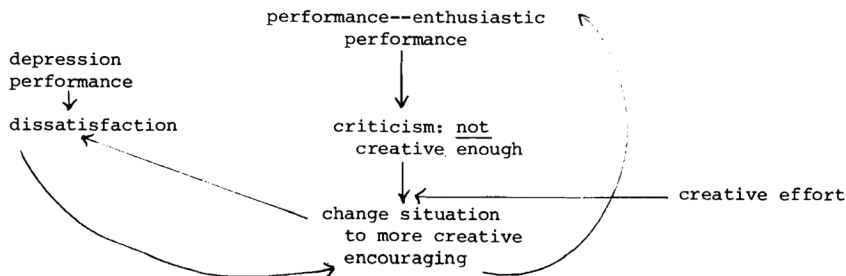 performance--enthusiastic
performance
depression
performance
dissatisfaction
criticism: not
creative enough
creative effort
change situation
to more creative
encouraging